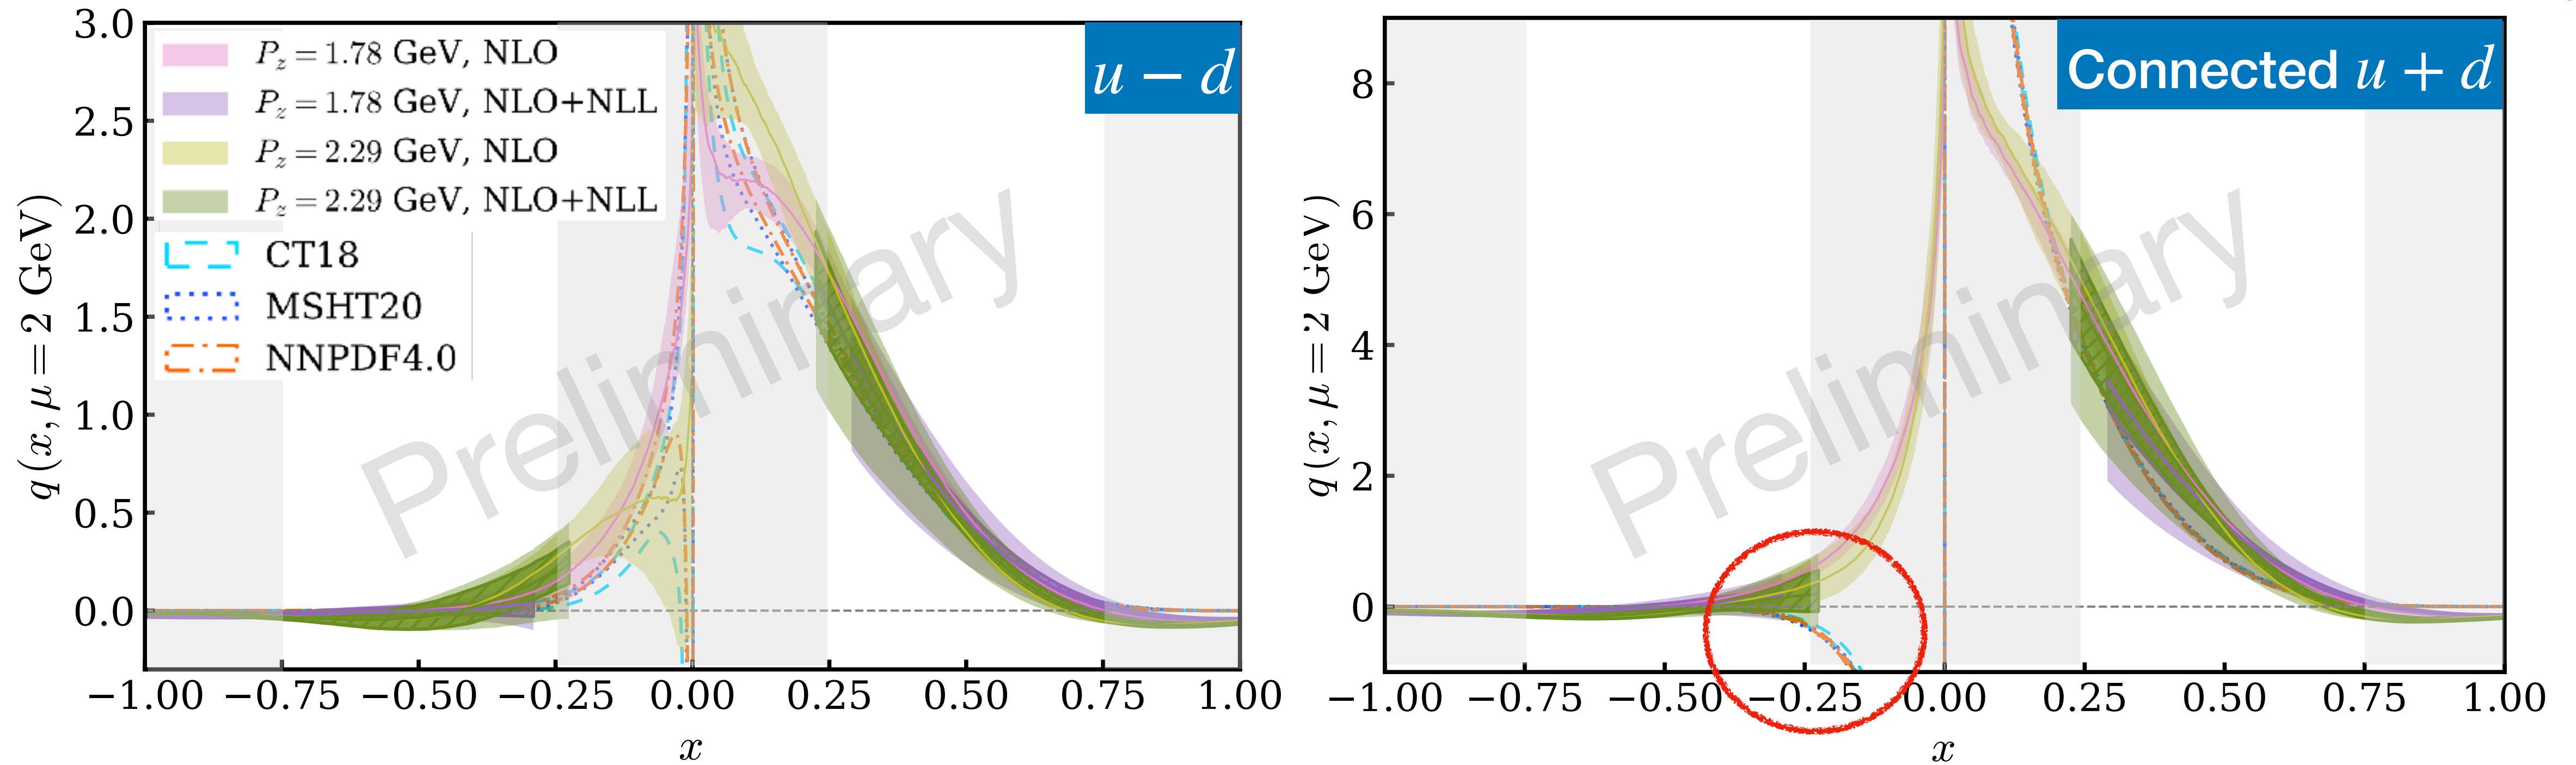 3.0
2.5
2.0
1.5
1.0
0.5
0.0
q (x, μ = 2 GeV)
P_z = 1.78 GeV, NLO
P_z = 1.78 GeV, NLO+NLL
P_z = 2.29 GeV, NLO
P_z = 2.29 GeV, NLO+NLL
CT18
MSHT20
NNPDF4.0
u − d
Preliminary
−1.00 −0.75 −0.50 −0.25 0.00 0.25 0.50 0.75 1.00
x
8
6
4
2
0
q (x, μ = 2 GeV)
Connected u + d
Preliminary
−1.00 −0.75 −0.50 −0.25 0.00 0.25 0.50 0.75 1.00
x